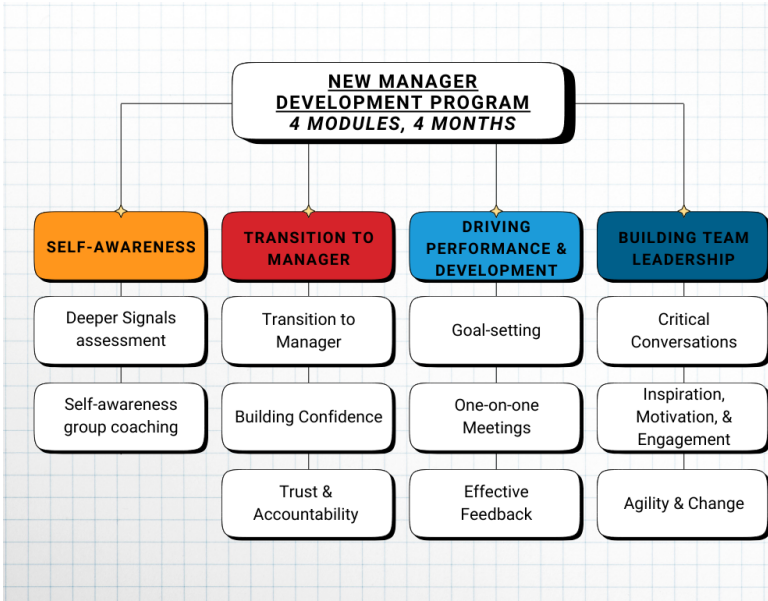 NEW MANAGER
DEVELOPMENT PROGRAM
4 MODULES, 4 MONTHS
SELF-AWARENESS
Deeper Signals
assessment
Self-awareness
group coaching
TRANSITION TO
MANAGER
Transition to
Manager
Building Confidence
Trust &
Accountability
DRIVING
PERFORMANCE &
DEVELOPMENT
Goal-setting
One-on-one
Meetings
Effective
Feedback
BUILDING TEAM
LEADERSHIP
Critical
Conversations
Inspiration,
Motivation, &
Engagement
Agility & Change